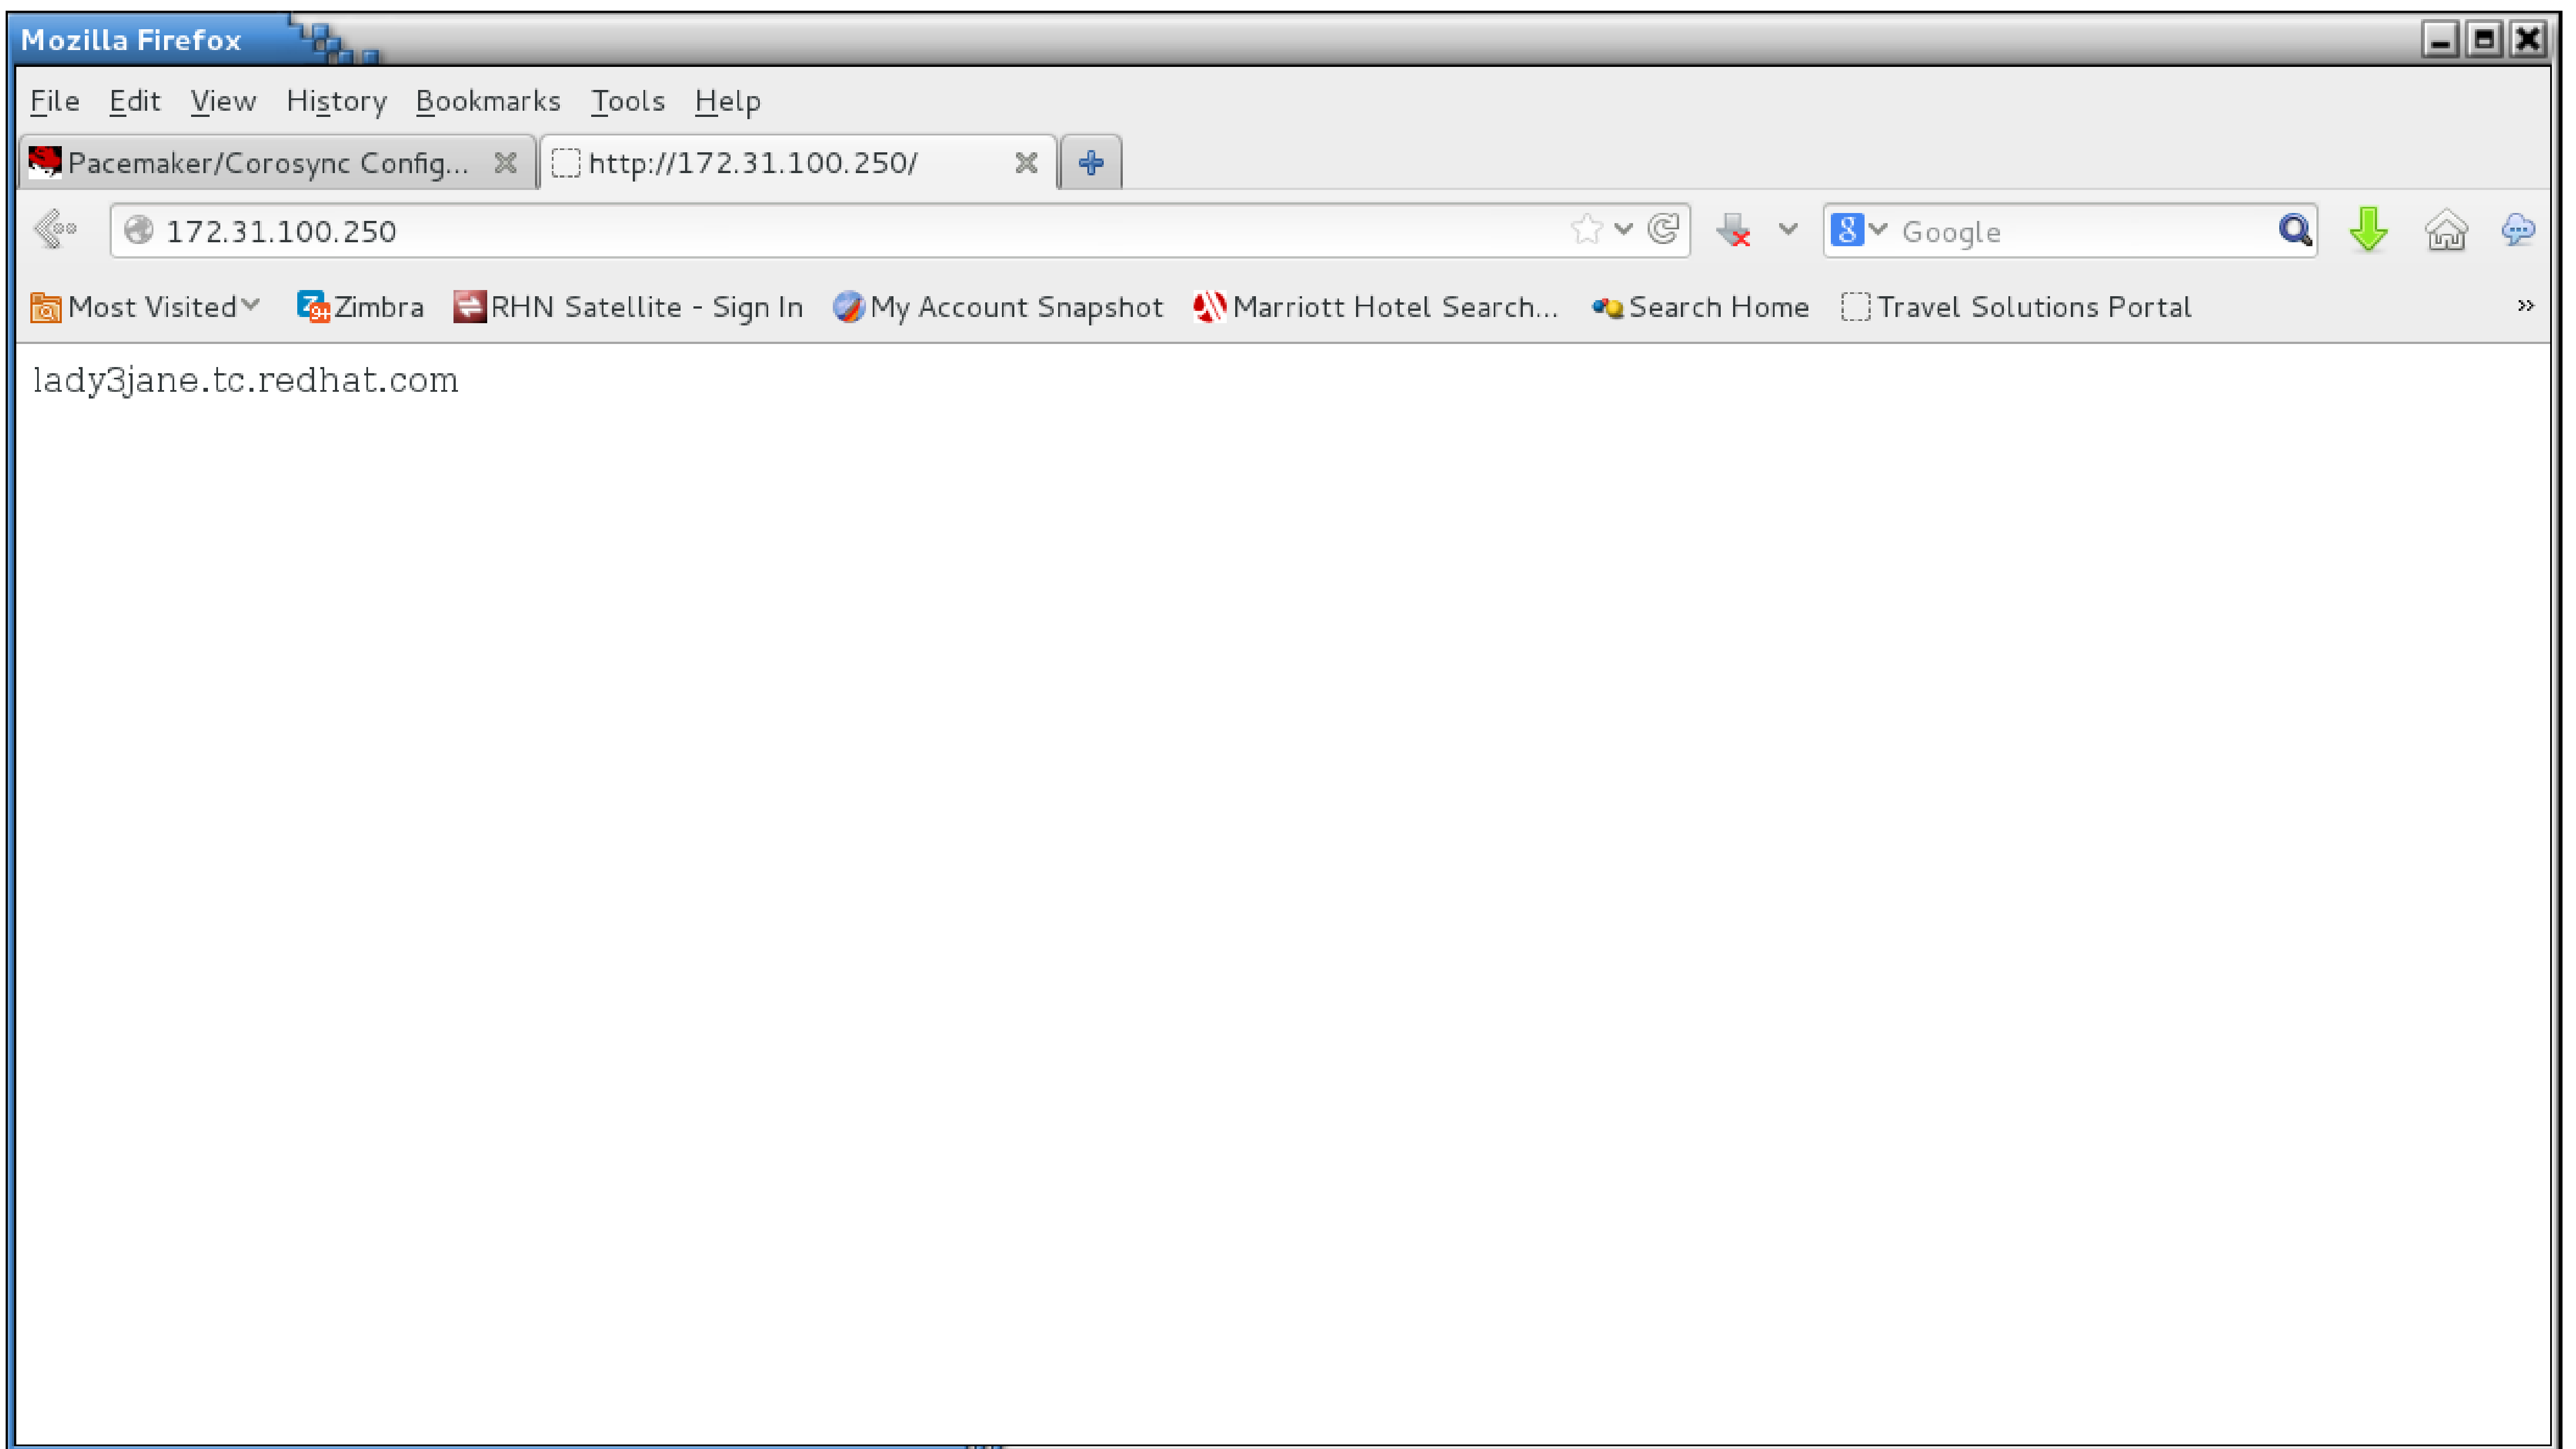 Mozilla Firefox
File Edit View History Bookmarks Tools Help
Pacemaker/Corosync Config... http://172.31.100.250/
172.31.100.250 8 Google
Most Visited Z 9+ Zimbra RHN Satellite - Sign In My Account Snapshot Marriott Hotel Search... Search Home Travel Solutions Portal »
lady3jane.tc.redhat.com